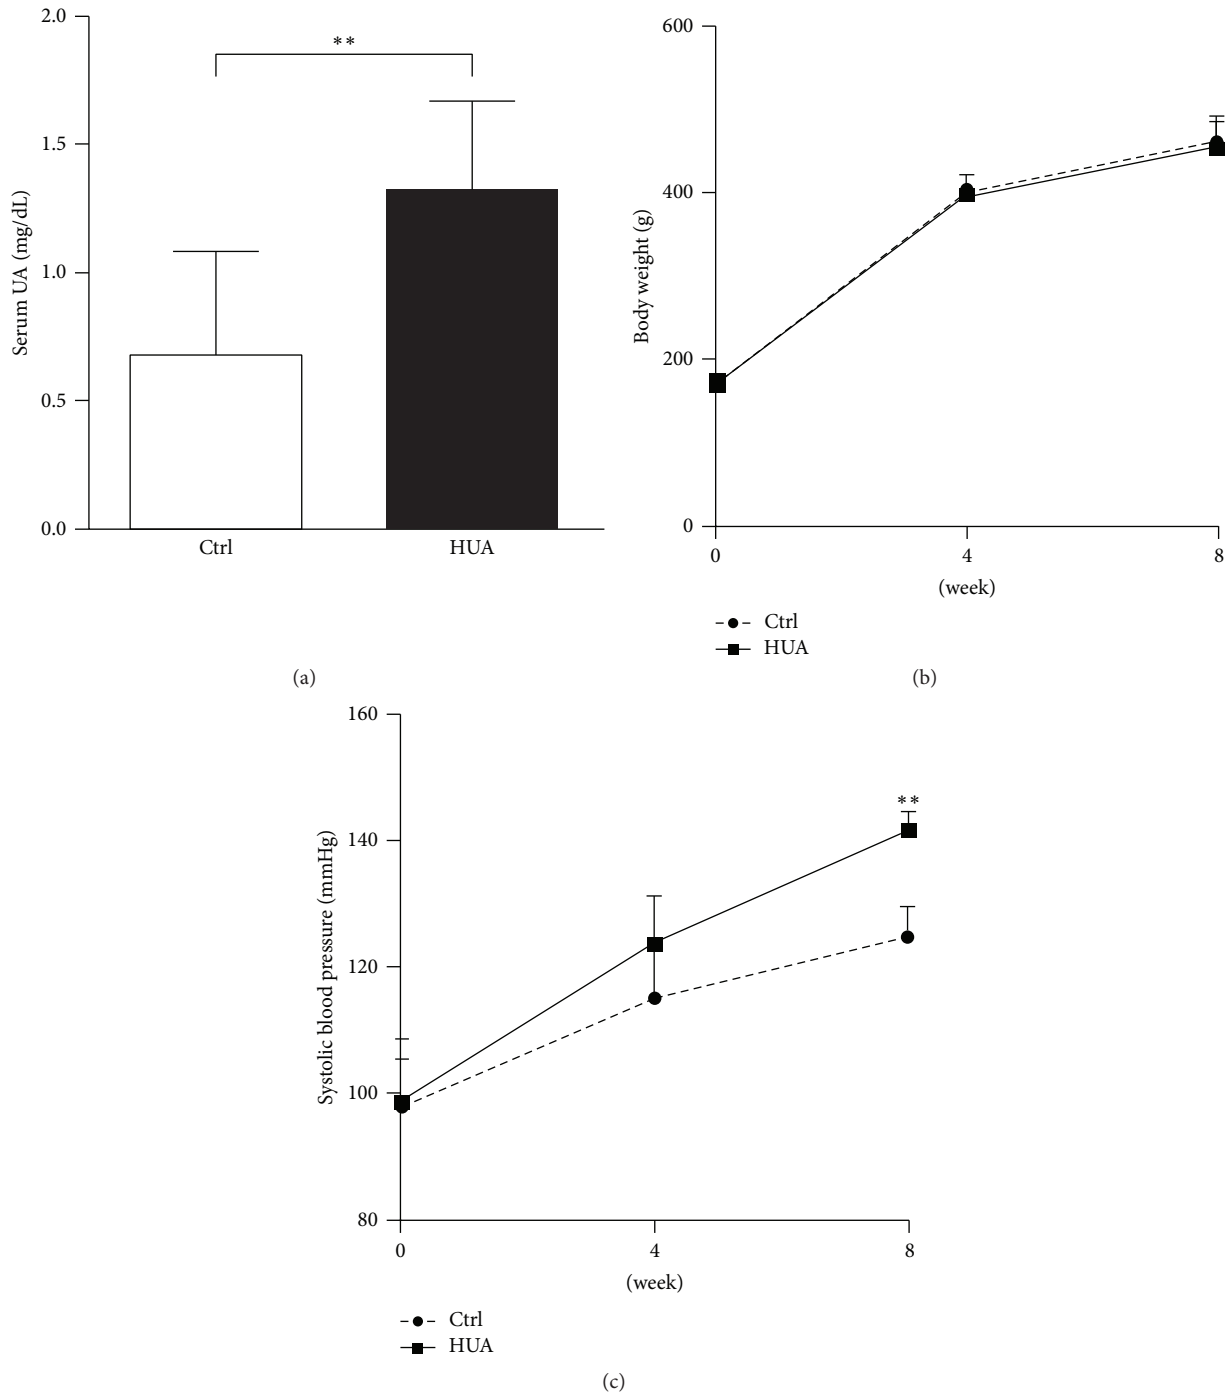 2.0
**
1.5
1.0
0.5
0.0
Serum UA (mg/dL)
Ctrl
HUA
(a)
600
400
200
0
Body weight (g)
0
4
8
(week)
Ctrl
HUA
(b)
160
140
120
100
80
Systolic blood pressure (mmHg)
**
0
4
8
(week)
Ctrl
HUA
(c)